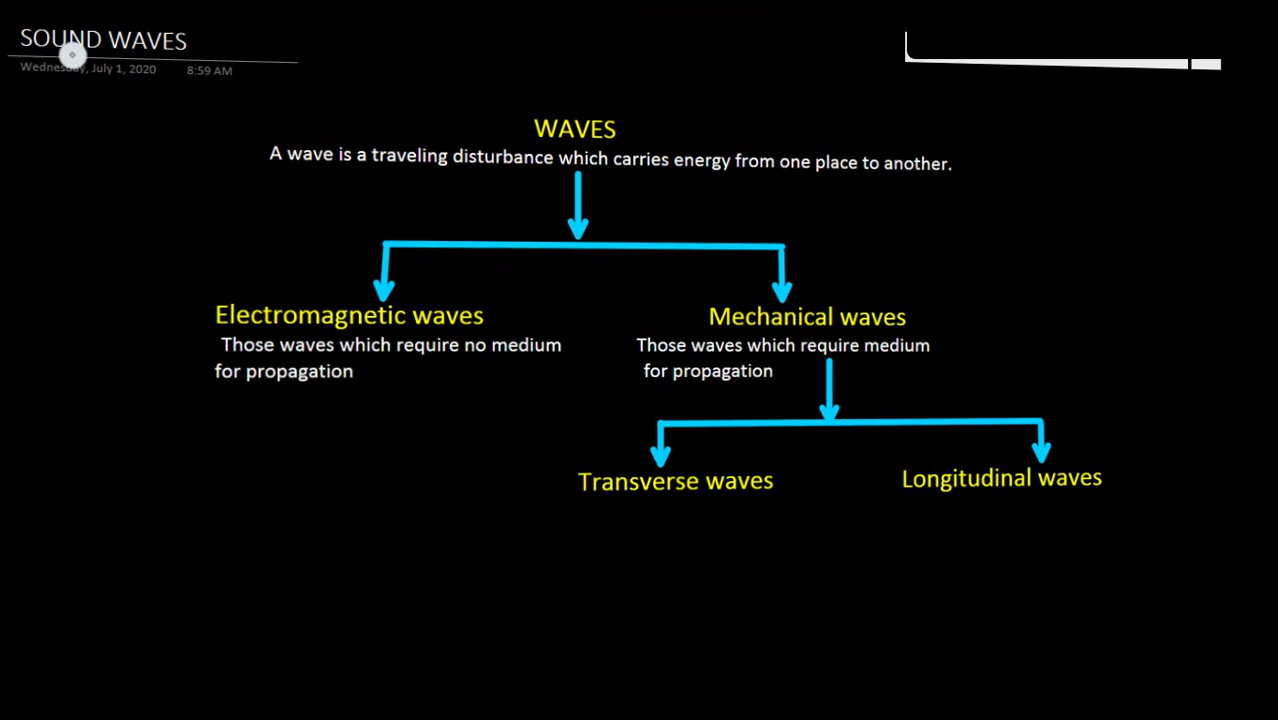 SOUND WAVES
Wednesday, July 1, 2020 8:59 AM
WAVES
A wave is a traveling disturbance which carries energy from one place to another.
Electromagnetic waves
Those waves which require no medium
for propagation
Mechanical waves
Those waves which require medium
for propagation
Transverse waves
Longitudinal waves